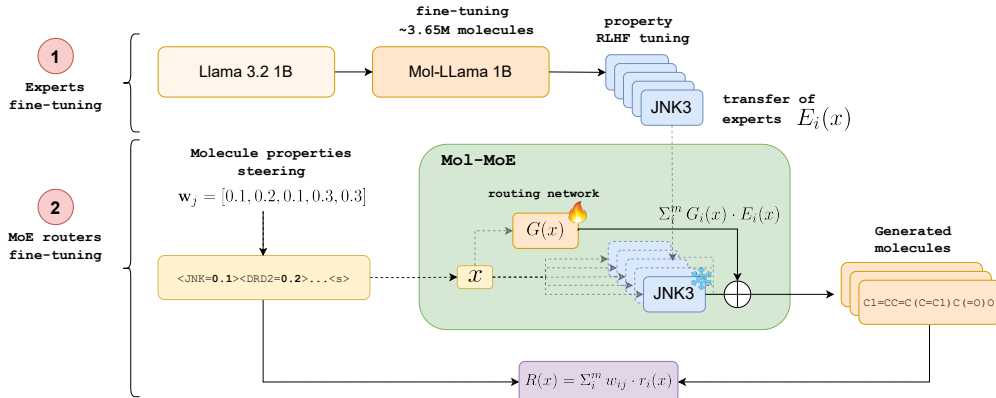 1
Experts
fine-tuning
Llama 3.2 1B
fine-tuning
~3.65M molecules
Mol-LLama 1B
property
RLHF tuning
JNK3
transfer of
experts E_i(x)
2
MoE routers
fine-tuning
Molecule properties
steering
w_j = [0.1, 0.2, 0.1, 0.3, 0.3]
<JNK=0.1><DRD2=0.2>...<s>
Mol-MoE
routing network
G(x)
Σ_i^m G_i(x) · E_i(x)
x
JNK3
Generated
molecules
C1=CC=C(C=C1)C(=O)O
R(x) = Σ_i^m w_{ij} · r_i(x)